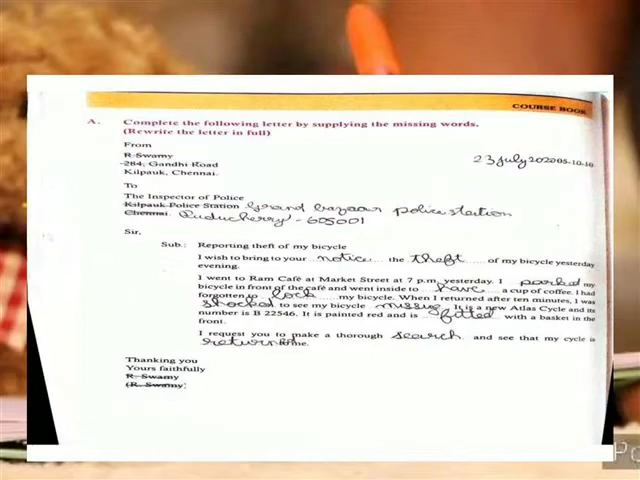 COURSE BOOK
A. Complete the following letter by supplying the missing words.
(Rewrite the letter in full)
From
R Swamy
284, Gandhi Road
Kilpauk, Chennai.
23 July 2020
05-10-10
To
The Inspector of Police
Kilpauk Police Station Grand bazaar police station
Chennai. Puducherry - 605001
Sir.
Sub.: Reporting theft of my bicycle
I wish to bring to your notice the theft of my bicycle yesterday
evening.
I went to Ram Café at Market Street at 7 p.m. yesterday. I parked my
bicycle in front of the café and went inside to have a cup of coffee. I had
forgotten to lock my bicycle. When I returned after ten minutes, I was
shocked to see my bicycle missing. It is a new Atlas Cycle and its
number is B 22546. It is painted red and is fitted with a basket in the
front.
I request you to make a thorough search and see that my cycle is
returned to me.
Thanking you
Yours faithfully
R. Swamy
(R. Swamy)
Po